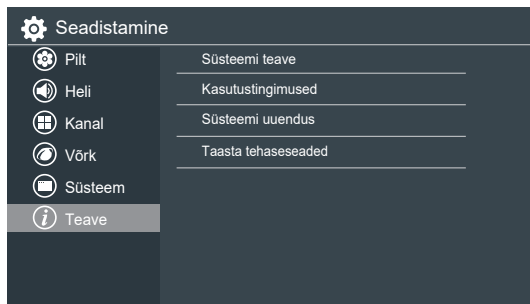 Seadistamine
Pilt
Heli
Kanal
Võrk
Süsteem
Teave
Süsteemi teave
Kasutustingimused
Süsteemi uuendus
Taasta tehaseseaded